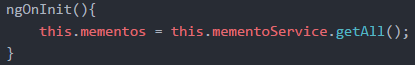 ngOnInit(){
    this.mementos = this.mementoService.getAll();
}